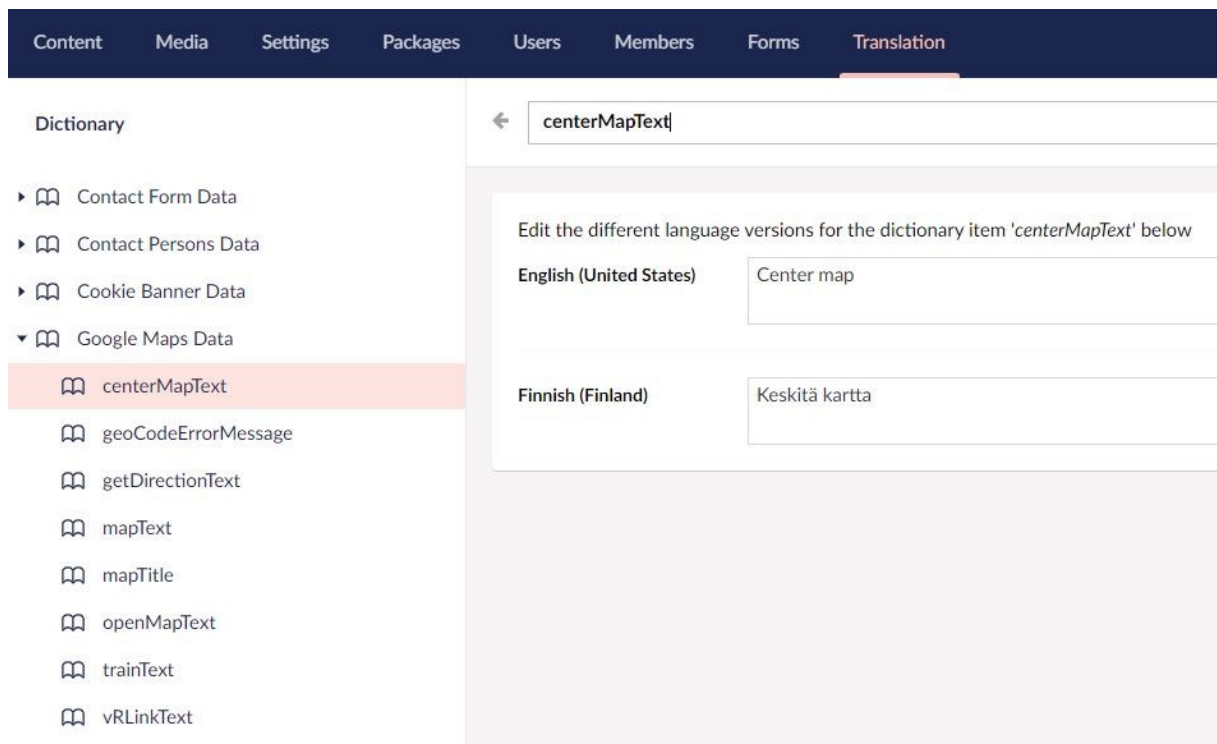 Content Media Settings Packages Users Members Forms Translation
Dictionary
Contact Form Data
Contact Persons Data
Cookie Banner Data
Google Maps Data
centerMapText
geoCodeErrorMessage
getDirectionText
mapText
mapTitle
openMapText
trainText
vRLinkText
centerMapText
Edit the different language versions for the dictionary item 'centerMapText' below
English (United States) Center map
Finnish (Finland) Keskitä kartta